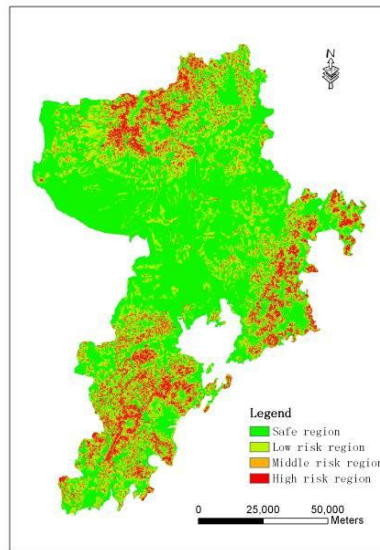 N
Legend
Safe region
Low risk region
Middle risk region
High risk region
0 25,000 50,000
Meters